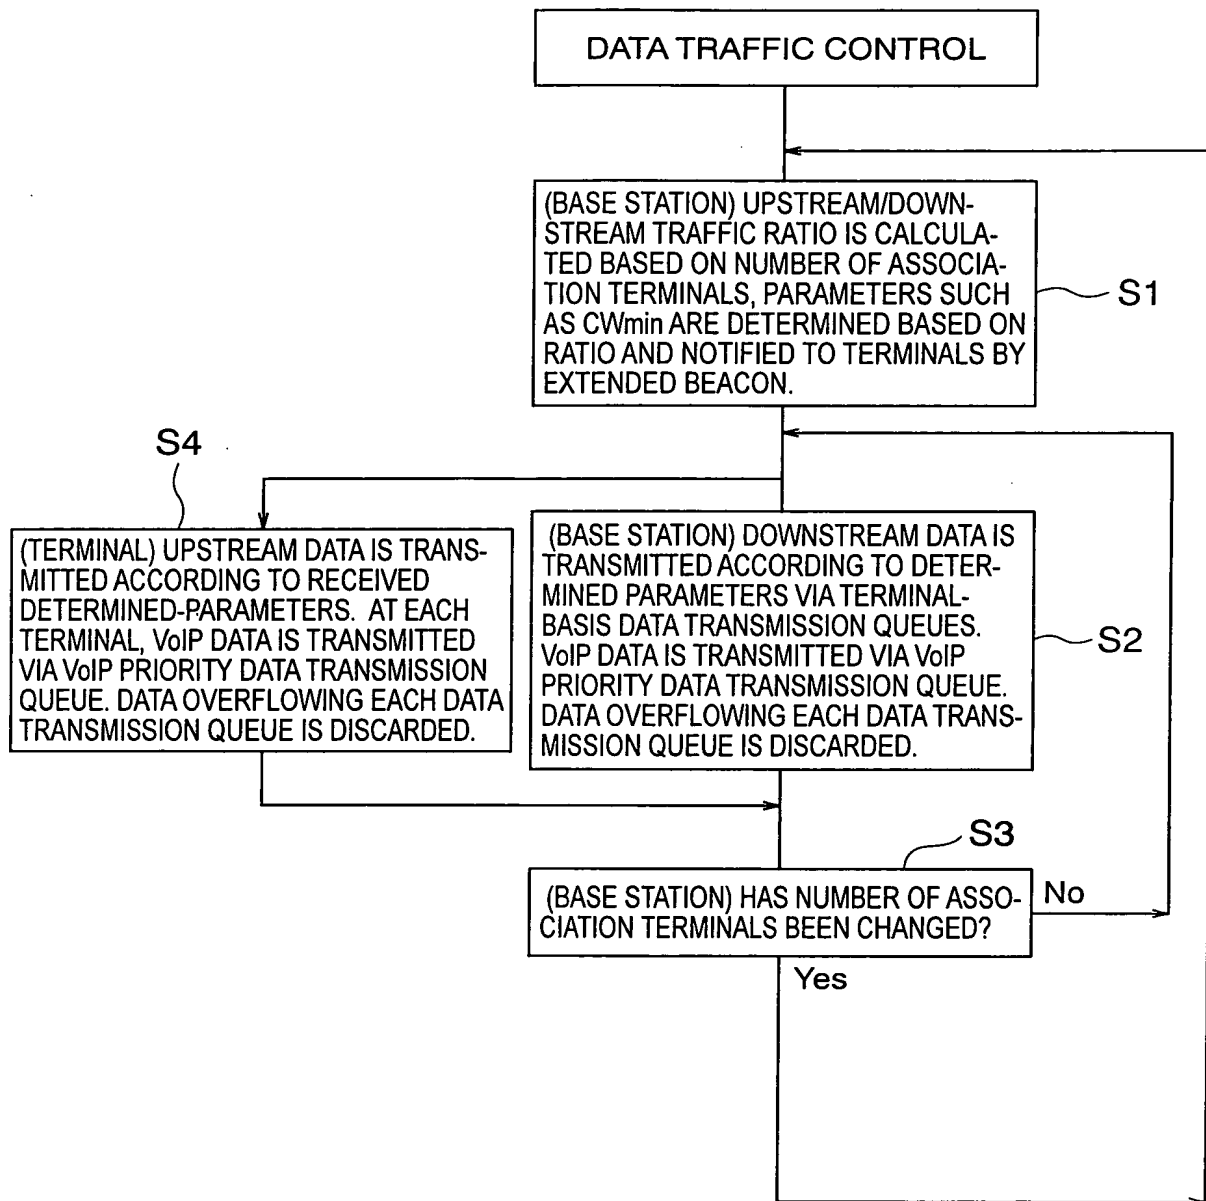 DATA TRAFFIC CONTROL
(BASE STATION) UPSTREAM/DOWN-
STREAM TRAFFIC RATIO IS CALCULA-
TED BASED ON NUMBER OF ASSOCIA-
TION TERMINALS, PARAMETERS SUCH
AS CWmin ARE DETERMINED BASED ON
RATIO AND NOTIFIED TO TERMINALS BY
EXTENDED BEACON.
S1
S4
(TERMINAL) UPSTREAM DATA IS TRANS-
MITTED ACCORDING TO RECEIVED
DETERMINED-PARAMETERS. AT EACH
TERMINAL, VoIP DATA IS TRANSMITTED
VIA VoIP PRIORITY DATA TRANSMISSION
QUEUE. DATA OVERFLOWING EACH DATA
TRANSMISSION QUEUE IS DISCARDED.
(BASE STATION) DOWNSTREAM DATA IS
TRANSMITTED ACCORDING TO DETER-
MINED PARAMETERS VIA TERMINAL-
BASIS DATA TRANSMISSION QUEUES.
VoIP DATA IS TRANSMITTED VIA VoIP
PRIORITY DATA TRANSMISSION QUEUE.
DATA OVERFLOWING EACH DATA TRANS-
MISSION QUEUE IS DISCARDED.
S2
S3
(BASE STATION) HAS NUMBER OF ASSO-
CIATION TERMINALS BEEN CHANGED?
No
Yes